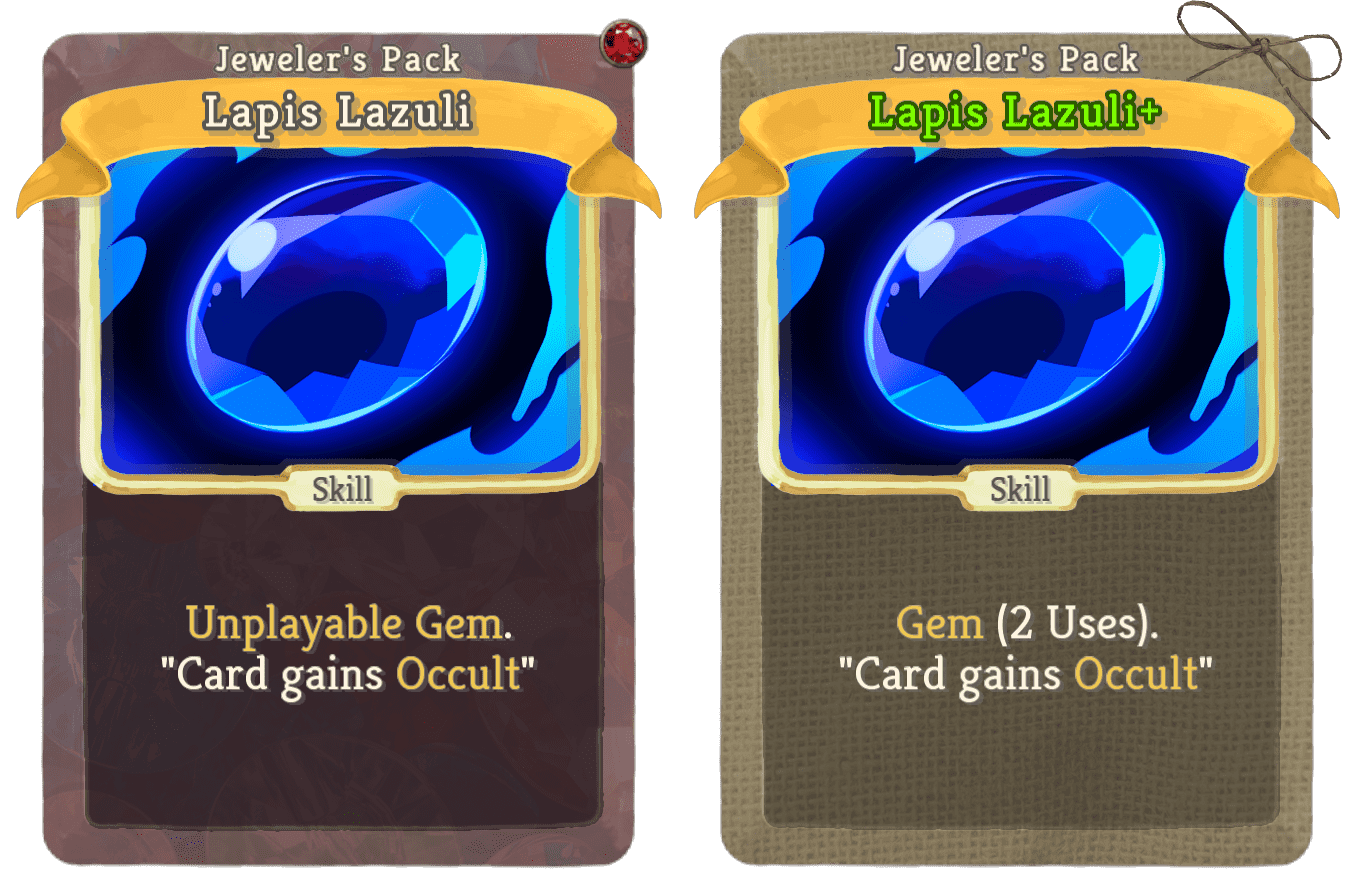 Jeweler's Pack
Lapis Lazuli
Skill
Unplayable Gem.
"Card gains Occult"
Jeweler's Pack
Lapis Lazuli+
Skill
Gem (2 Uses).
"Card gains Occult"